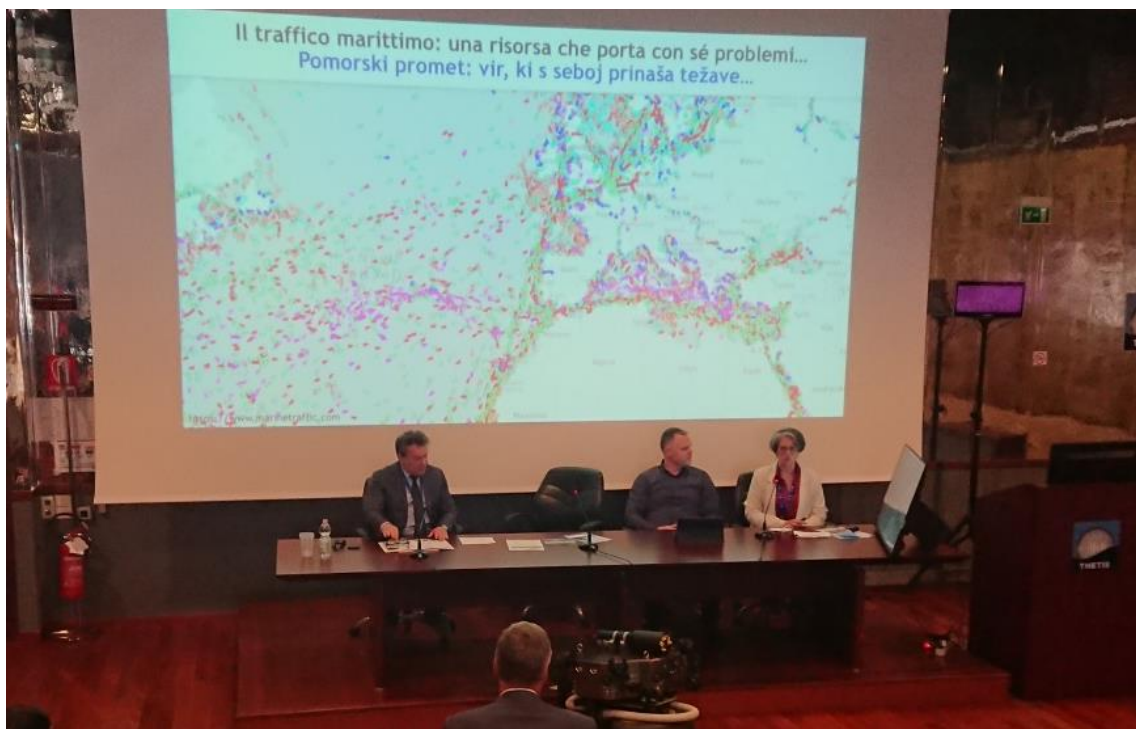 Il traffico marittimo: una risorsa che porta con sé problemi…
Pomorski promet: vir, ki s seboj prinaša težave…
https://www.marinetraffic.com
THETIS